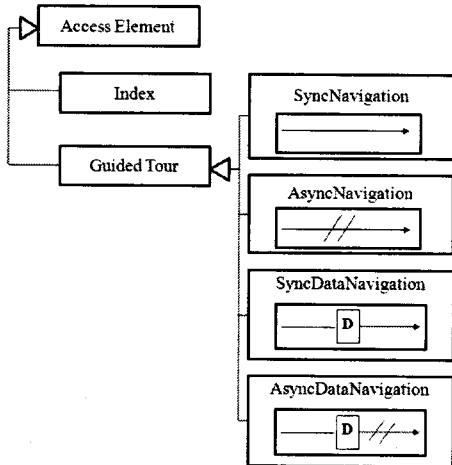 Access Element
Index
Guided Tour
SyncNavigation
AsyncNavigation
SyncDataNavigation
D
AsyncDataNavigation
D